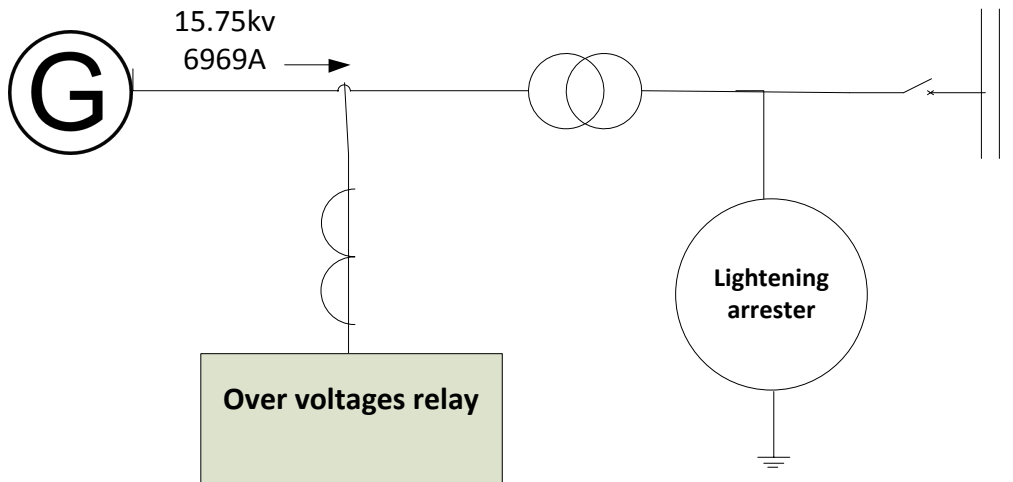 15.75kv
6969A
G
Lightening
arrester
Over voltages relay